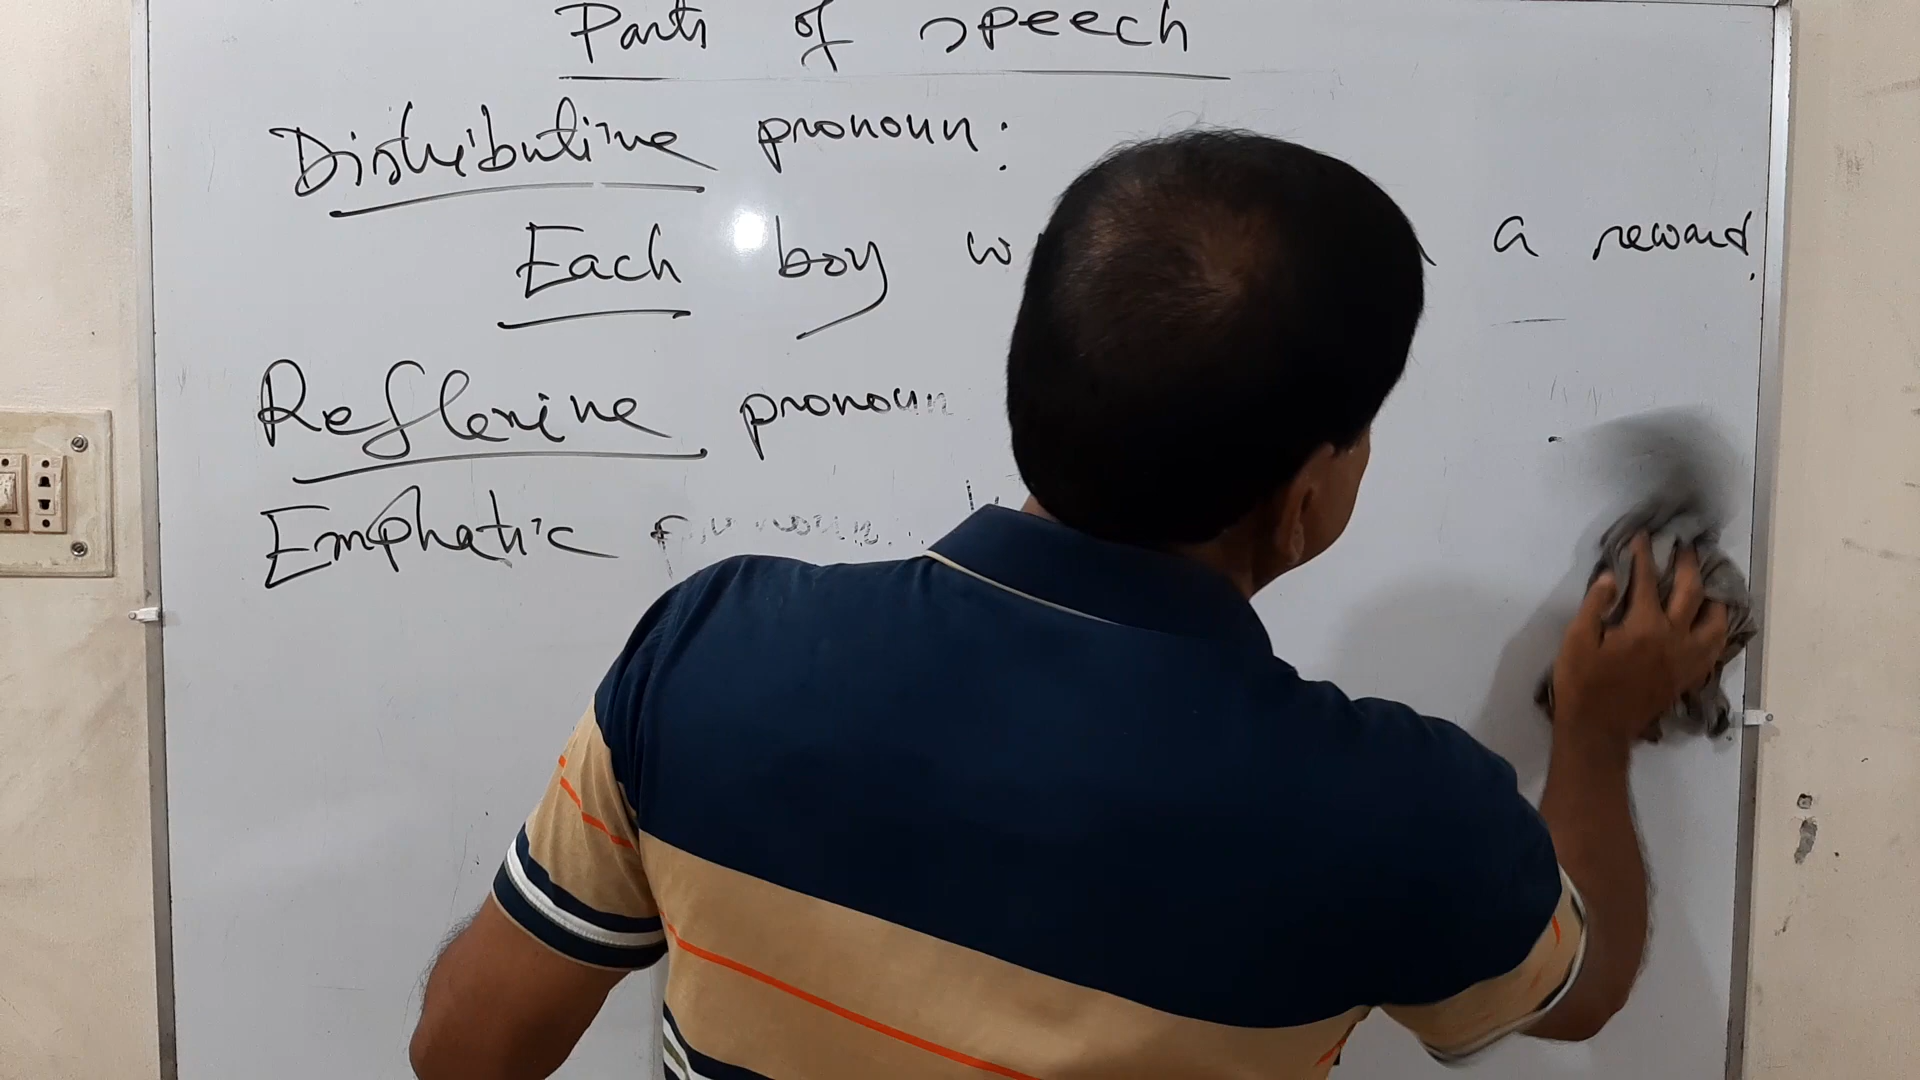 Parts of speech
Distributive pronoun:
Each boy a reward.
Reflexive pronoun
Emphatic